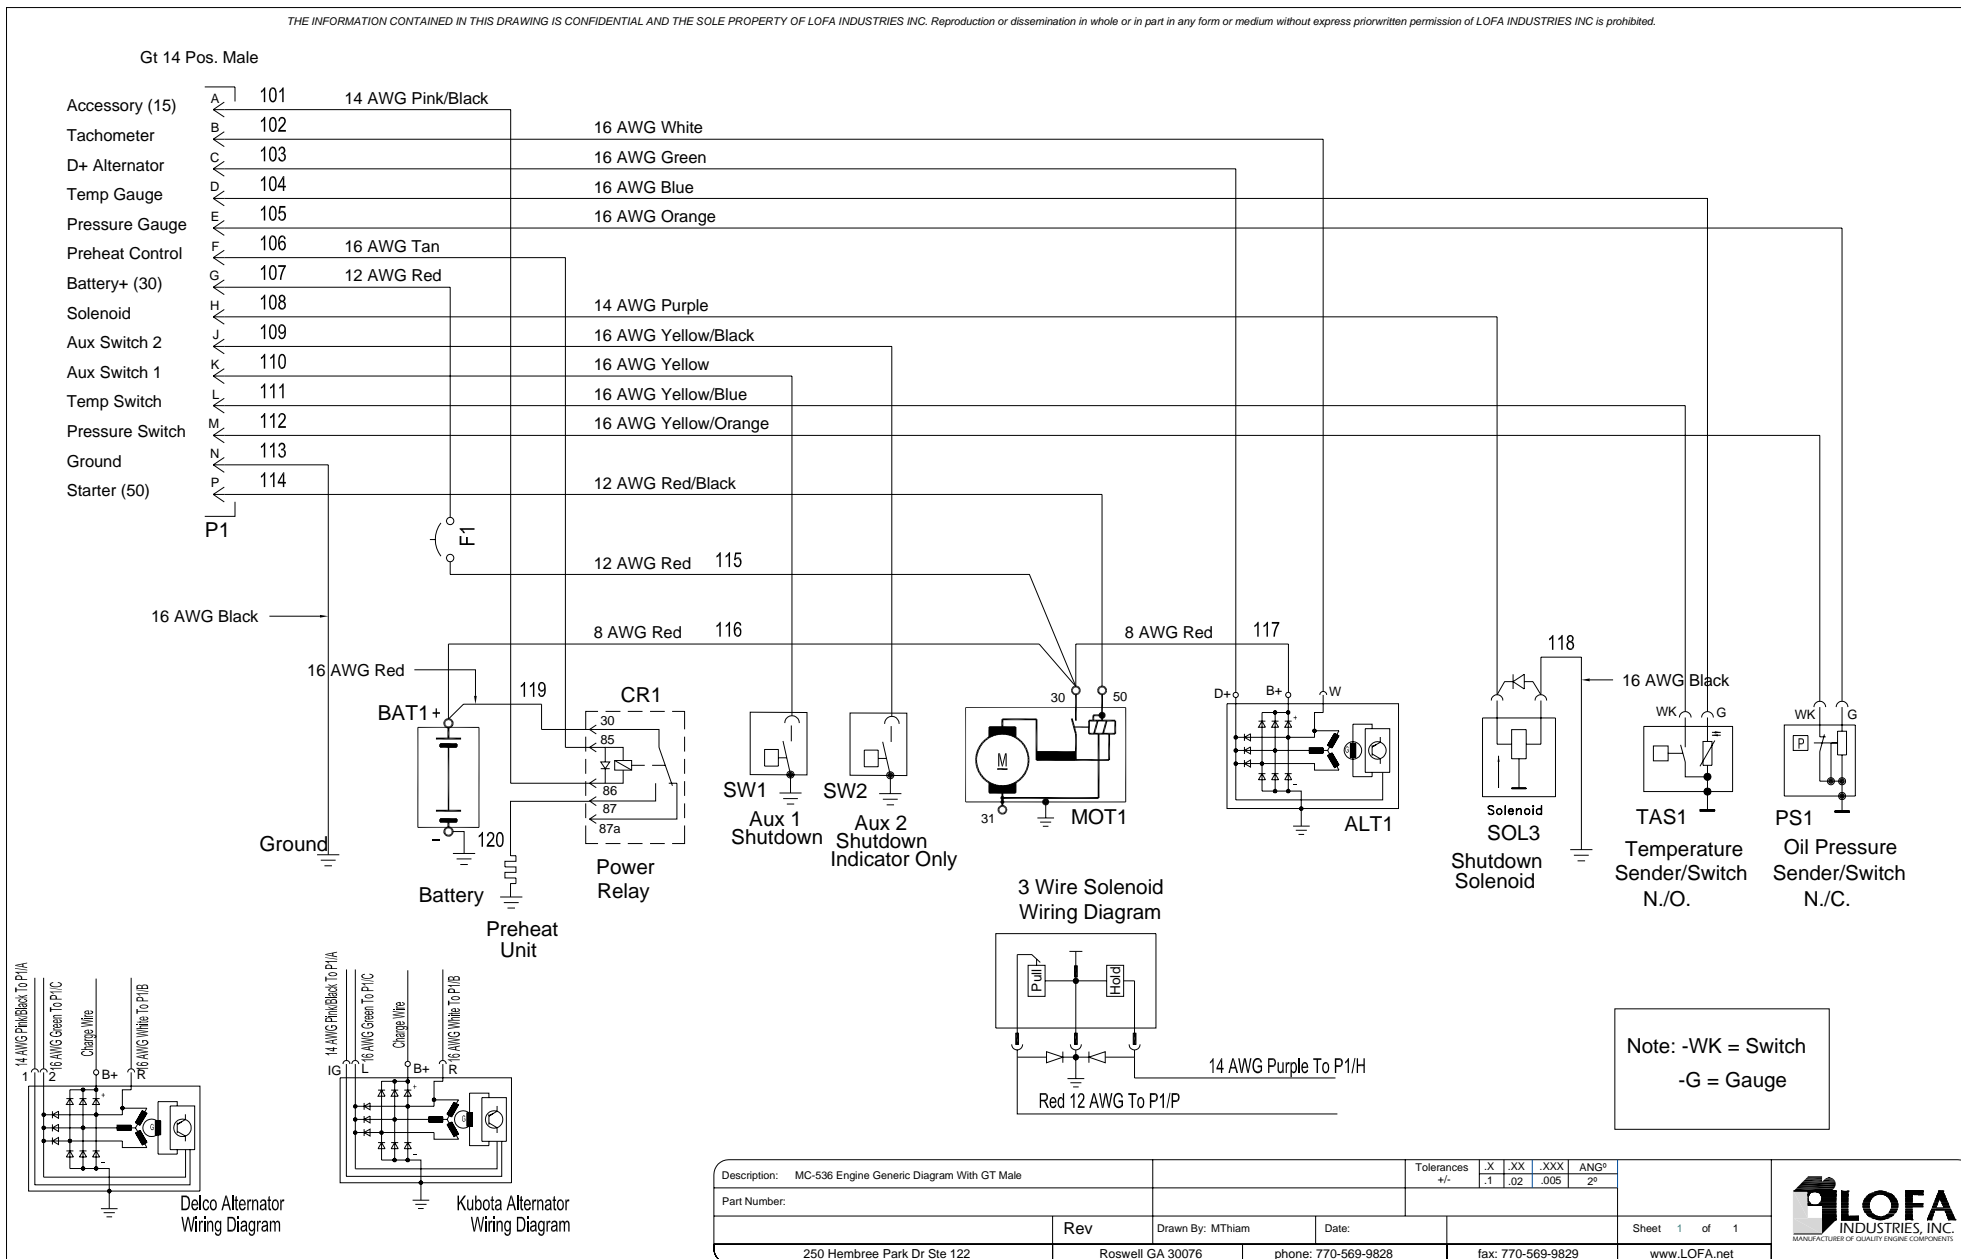 THE INFORMATION CONTAINED IN THIS DRAWING IS CONFIDENTIAL AND THE SOLE PROPERTY OF LOFA INDUSTRIES INC. Reproduction or dissemination in whole or in part in any form or medium without express priorwritten permission of LOFA INDUSTRIES INC is prohibited.
Gt 14 Pos. Male
Accessory (15) A 101 14 AWG Pink/Black
Tachometer B 102 16 AWG White
D+ Alternator C 103 16 AWG Green
Temp Gauge D 104 16 AWG Blue
Pressure Gauge E 105 16 AWG Orange
Preheat Control F 106 16 AWG Tan
Battery+ (30) G 107 12 AWG Red
Solenoid H 108 14 AWG Purple
Aux Switch 2 J 109 16 AWG Yellow/Black
Aux Switch 1 K 110 16 AWG Yellow
Temp Switch L 111 16 AWG Yellow/Blue
Pressure Switch M 112 16 AWG Yellow/Orange
Ground N 113
Starter (50) P 114 12 AWG Red/Black
P1
F1
12 AWG Red 115
16 AWG Black
8 AWG Red 116
8 AWG Red 117
118
16 AWG Red
119
16 AWG Black
BAT1 +
-
120
Ground
Battery
Preheat
Unit
CR1
30
85
86
87
87a
Power
Relay
SW1
Aux 1
Shutdown
SW2
Aux 2
Shutdown
Indicator Only
30
50
M
31
MOT1
D+
B+
W
+
G
-
ALT1
Solenoid
SOL3
Shutdown
Solenoid
WK
G
TAS1
Temperature
Sender/Switch
N./O.
WK
G
P
PS1
Oil Pressure
Sender/Switch
N./C.
3 Wire Solenoid
Wiring Diagram
Pull
Hold
14 AWG Purple To P1/H
Red 12 AWG To P1/P
14 AWG Pink/Black To P1/A
16 AWG Green To P1/C
Charge Wire
16 AWG White To P1/B
1
2
B+
R
+
G
-
Delco Alternator
Wiring Diagram
14 AWG Pink/Black To P1/A
16 AWG Green To P1/C
Charge Wire
16 AWG White To P1/B
IG
L
B+
R
+
G
-
Kubota Alternator
Wiring Diagram
Note: -WK = Switch
-G = Gauge
Description: MC-536 Engine Generic Diagram With GT Male
Tolerances .X .XX .XXX ANGº
+/- .1 .02 .005 2º
Part Number:
Rev
Drawn By: MThiam
Date:
Sheet 1 of 1
250 Hembree Park Dr Ste 122
Roswell GA 30076
phone: 770-569-9828
fax: 770-569-9829
www.LOFA.net
LOFA
INDUSTRIES, INC.
MANUFACTURER OF QUALITY ENGINE COMPONENTS